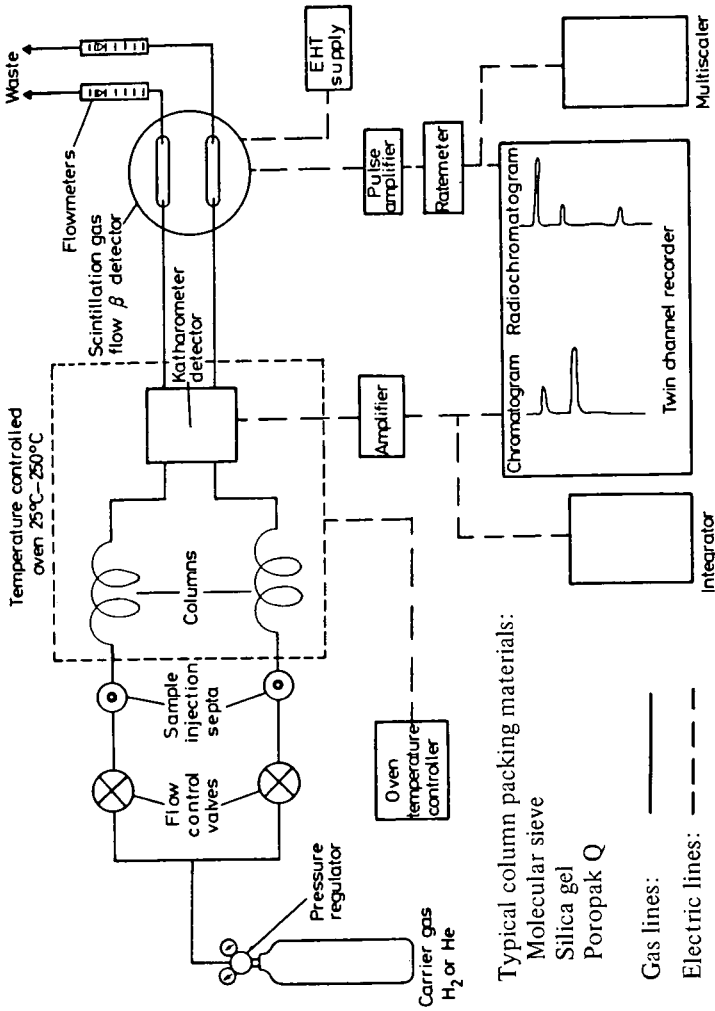 Waste
Flowmeters
Scintillation gas
flow β detector
EHT
supply
Temperature controlled
oven 25°C–250°C
Katharometer
detector
Columns
Sample
injection
septa
Flow
control
valves
Pressure
regulator
Carrier gas
H₂ or He
Oven
temperature
controller
Amplifier
Pulse
amplifier
Ratemeter
Chromatogram
Radiochromatogram
Twin channel recorder
Integrator
Multiscaler
Typical column packing materials:
Molecular sieve
Silica gel
Poropak Q
Gas lines:
Electric lines: